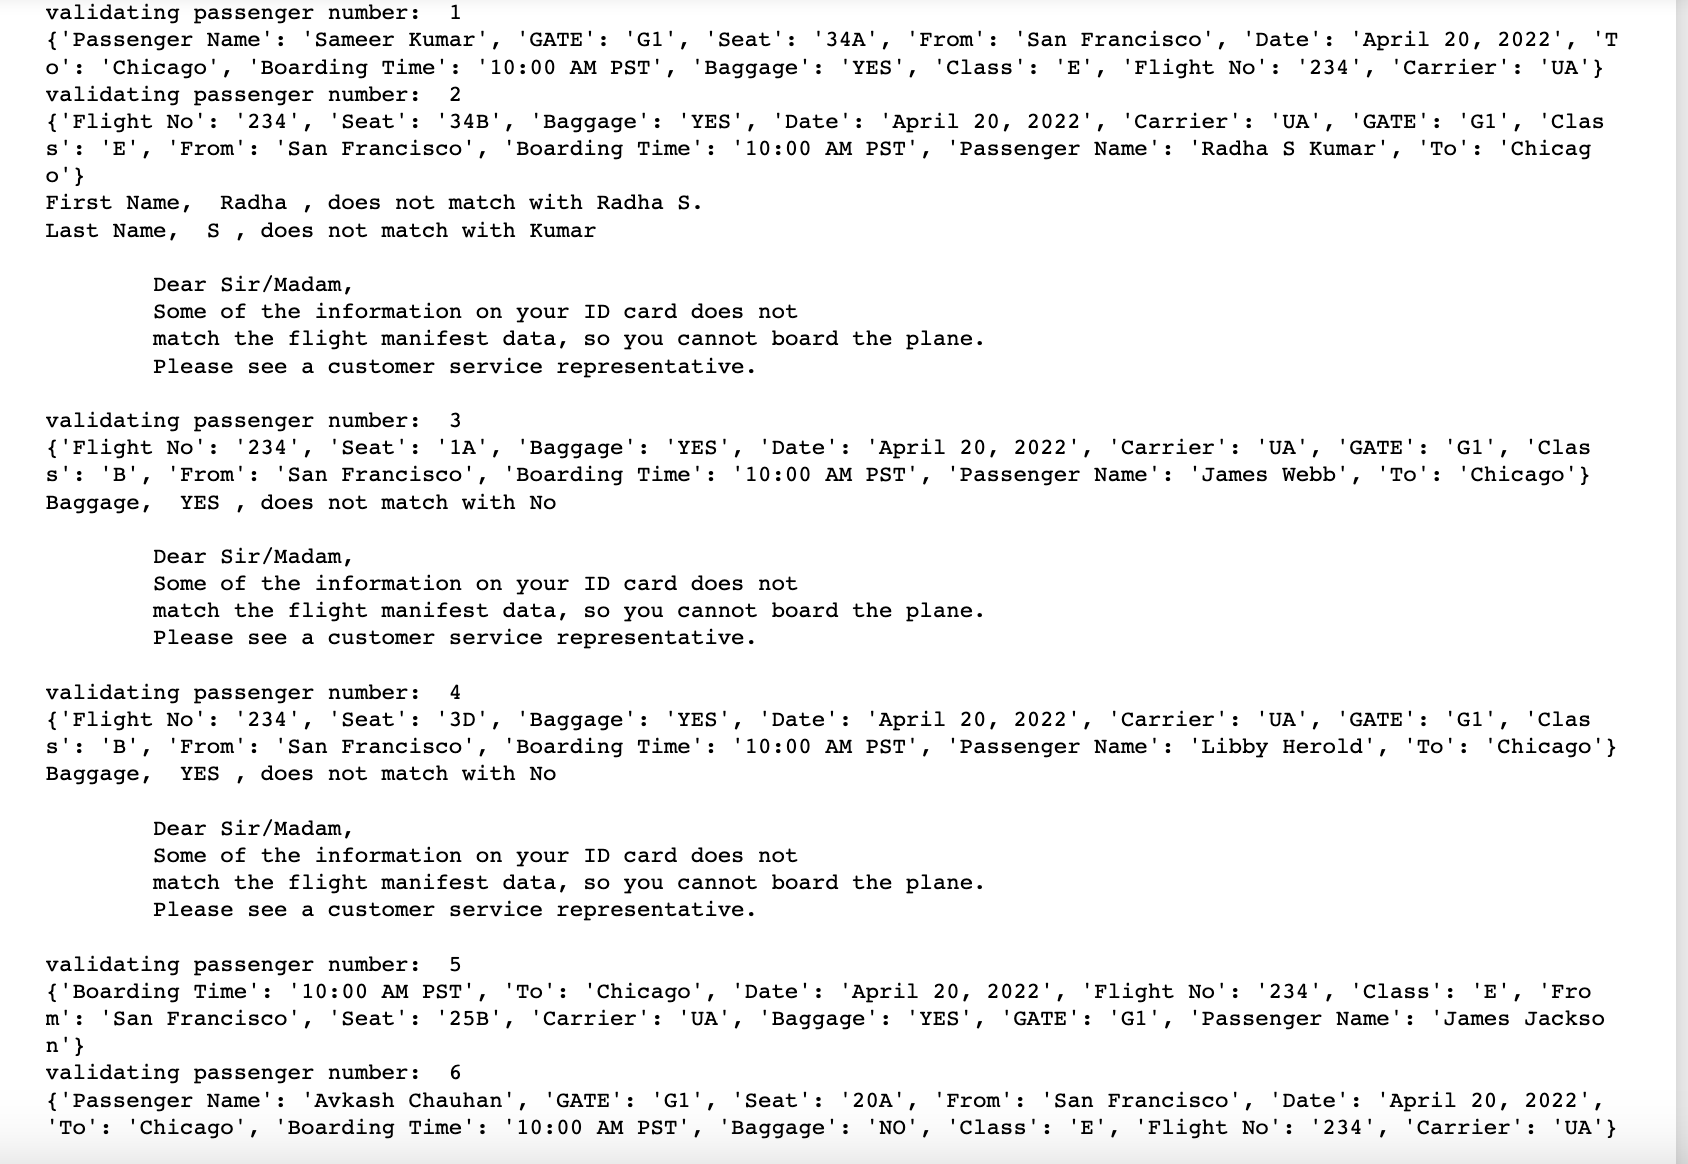 validating passenger number:  1
{'Passenger Name': 'Sameer Kumar', 'GATE': 'G1', 'Seat': '34A', 'From': 'San Francisco', 'Date': 'April 20, 2022', 'T
o': 'Chicago', 'Boarding Time': '10:00 AM PST', 'Baggage': 'YES', 'Class': 'E', 'Flight No': '234', 'Carrier': 'UA'}
validating passenger number:  2
{'Flight No': '234', 'Seat': '34B', 'Baggage': 'YES', 'Date': 'April 20, 2022', 'Carrier': 'UA', 'GATE': 'G1', 'Clas
s': 'E', 'From': 'San Francisco', 'Boarding Time': '10:00 AM PST', 'Passenger Name': 'Radha S Kumar', 'To': 'Chicag
o'}
First Name,  Radha , does not match with Radha S.
Last Name,  S , does not match with Kumar
Dear Sir/Madam,
Some of the information on your ID card does not
match the flight manifest data, so you cannot board the plane.
Please see a customer service representative.
validating passenger number:  3
{'Flight No': '234', 'Seat': '1A', 'Baggage': 'YES', 'Date': 'April 20, 2022', 'Carrier': 'UA', 'GATE': 'G1', 'Clas
s': 'B', 'From': 'San Francisco', 'Boarding Time': '10:00 AM PST', 'Passenger Name': 'James Webb', 'To': 'Chicago'}
Baggage,  YES , does not match with No
Dear Sir/Madam,
Some of the information on your ID card does not
match the flight manifest data, so you cannot board the plane.
Please see a customer service representative.
validating passenger number:  4
{'Flight No': '234', 'Seat': '3D', 'Baggage': 'YES', 'Date': 'April 20, 2022', 'Carrier': 'UA', 'GATE': 'G1', 'Clas
s': 'B', 'From': 'San Francisco', 'Boarding Time': '10:00 AM PST', 'Passenger Name': 'Libby Herold', 'To': 'Chicago'}
Baggage,  YES , does not match with No
Dear Sir/Madam,
Some of the information on your ID card does not
match the flight manifest data, so you cannot board the plane.
Please see a customer service representative.
validating passenger number:  5
{'Boarding Time': '10:00 AM PST', 'To': 'Chicago', 'Date': 'April 20, 2022', 'Flight No': '234', 'Class': 'E', 'Fro
m': 'San Francisco', 'Seat': '25B', 'Carrier': 'UA', 'Baggage': 'YES', 'GATE': 'G1', 'Passenger Name': 'James Jackso
n'}
validating passenger number:  6
{'Passenger Name': 'Avkash Chauhan', 'GATE': 'G1', 'Seat': '20A', 'From': 'San Francisco', 'Date': 'April 20, 2022',
'To': 'Chicago', 'Boarding Time': '10:00 AM PST', 'Baggage': 'NO', 'Class': 'E', 'Flight No': '234', 'Carrier': 'UA'}